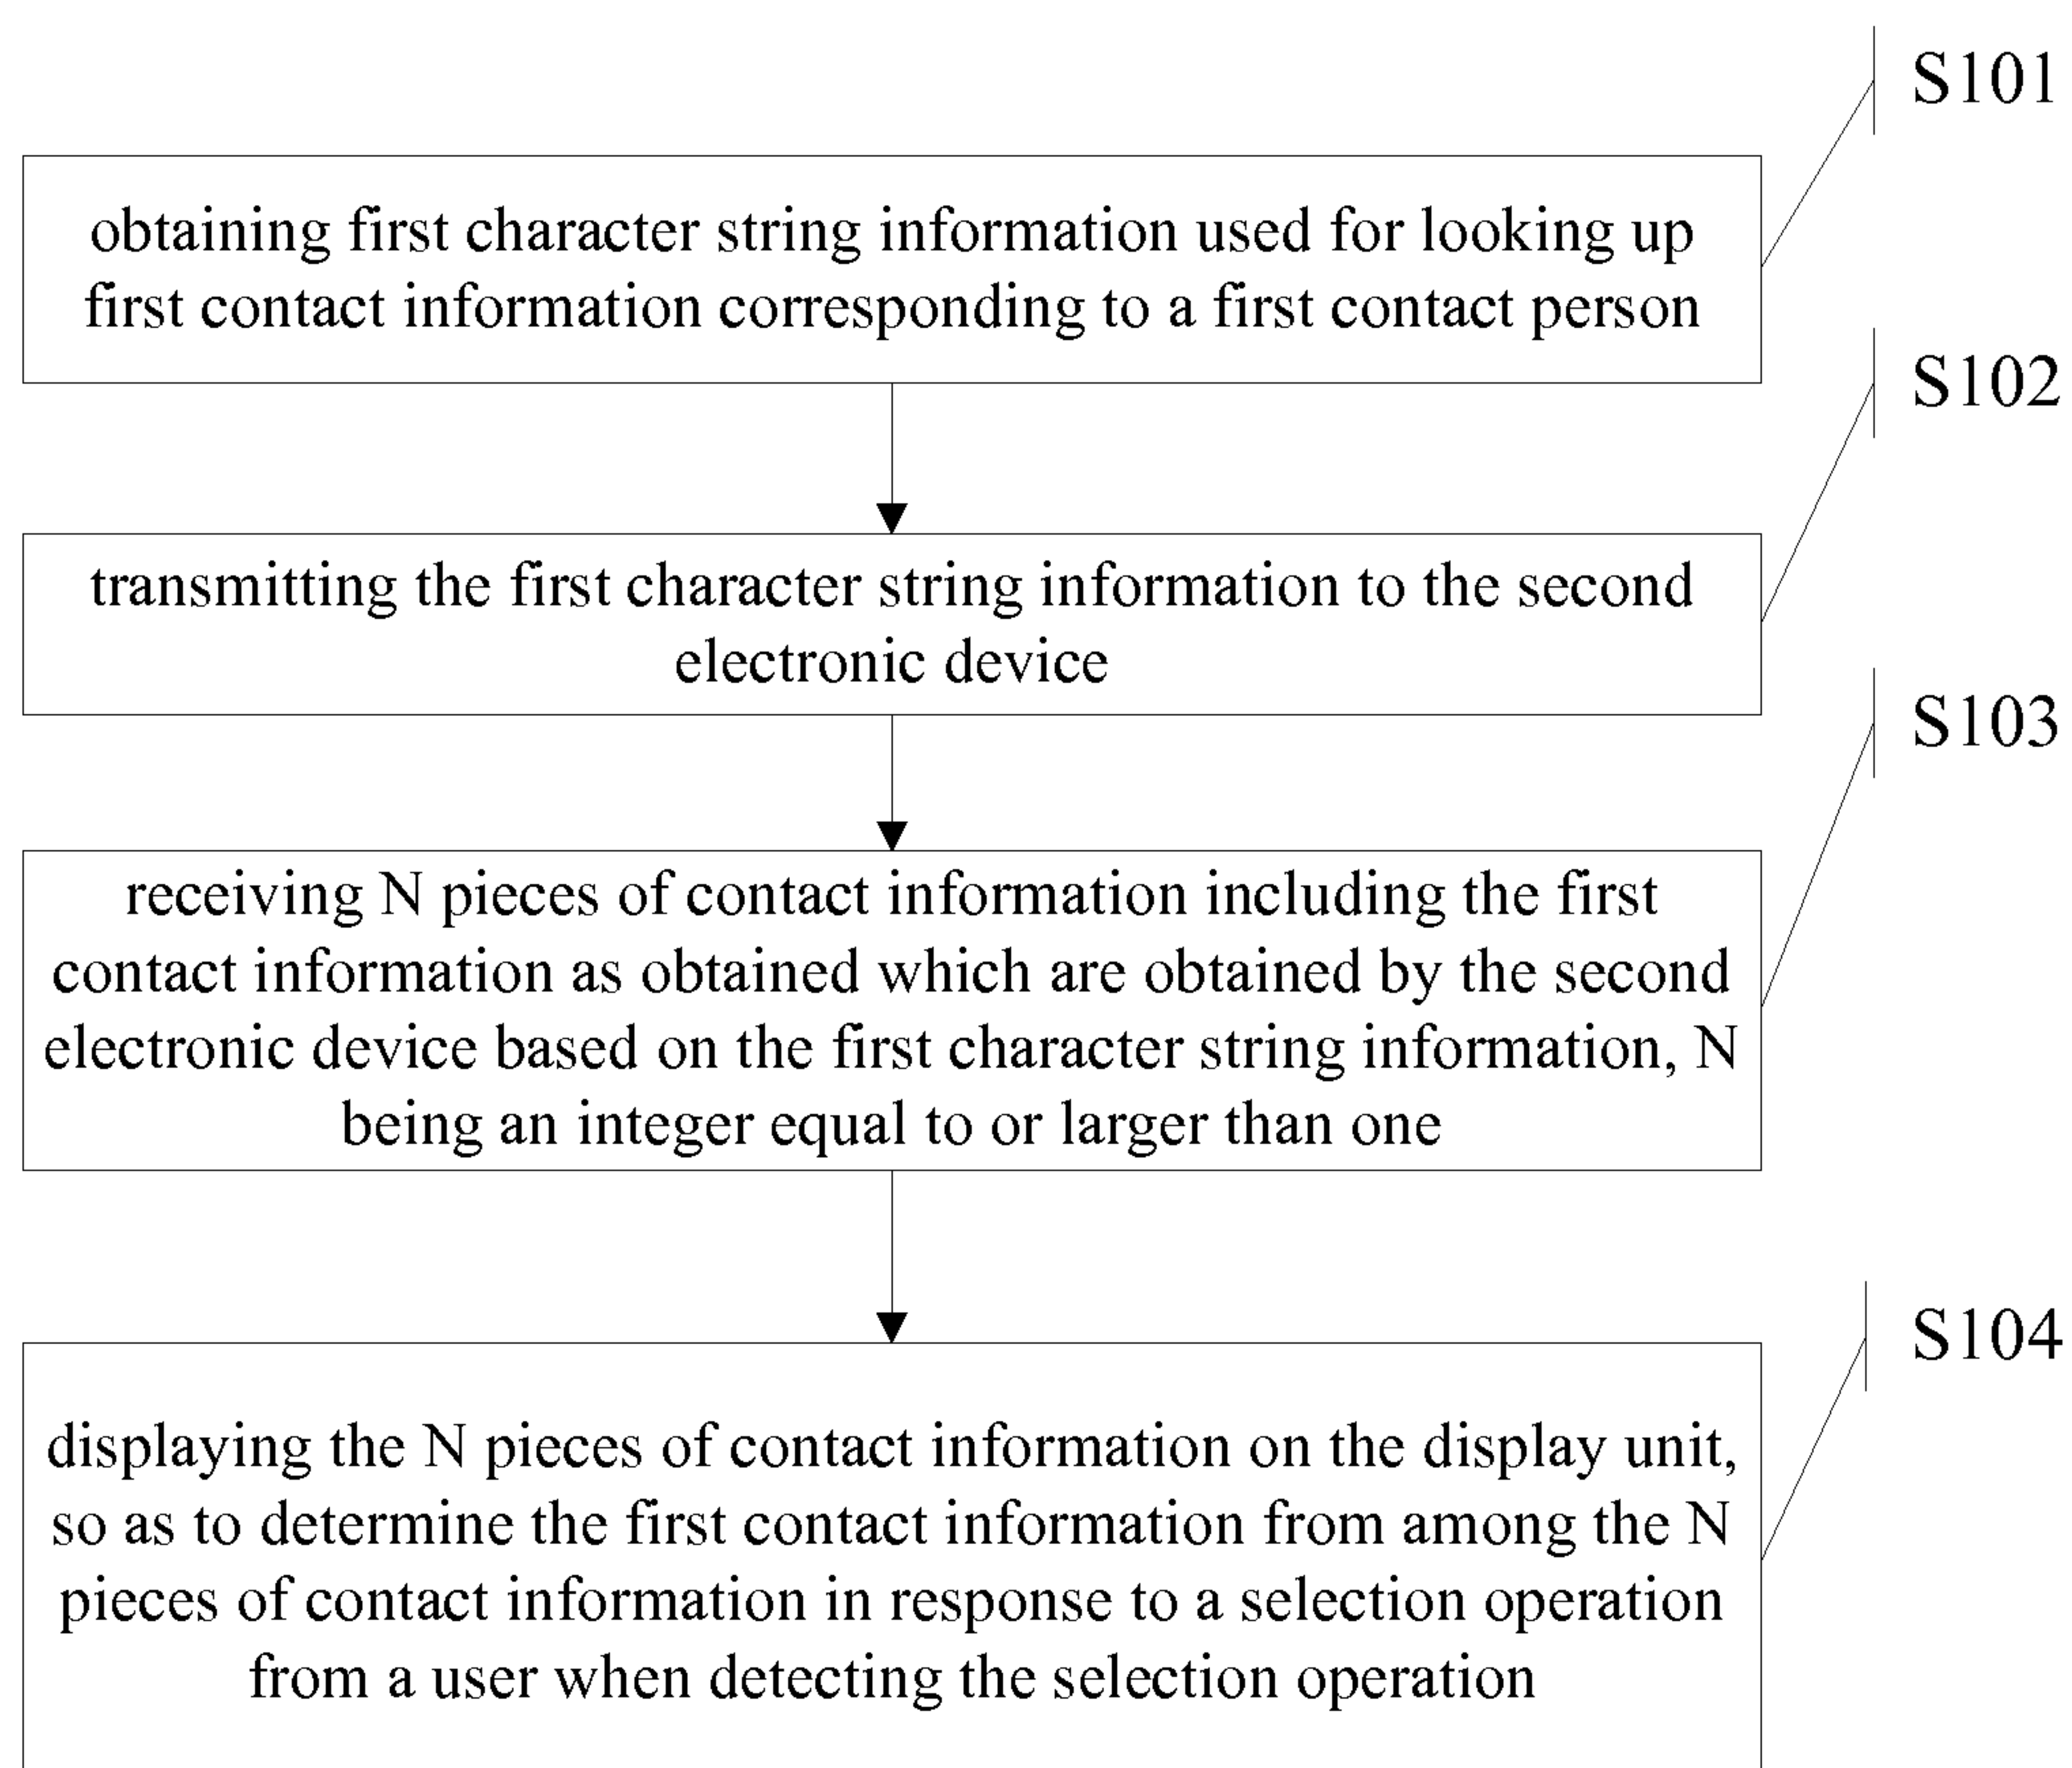 S101
obtaining first character string information used for looking up
first contact information corresponding to a first contact person
S102
transmitting the first character string information to the second
electronic device
S103
receiving N pieces of contact information including the first
contact information as obtained which are obtained by the second
electronic device based on the first character string information, N
being an integer equal to or larger than one
S104
displaying the N pieces of contact information on the display unit,
so as to determine the first contact information from among the N
pieces of contact information in response to a selection operation
from a user when detecting the selection operation